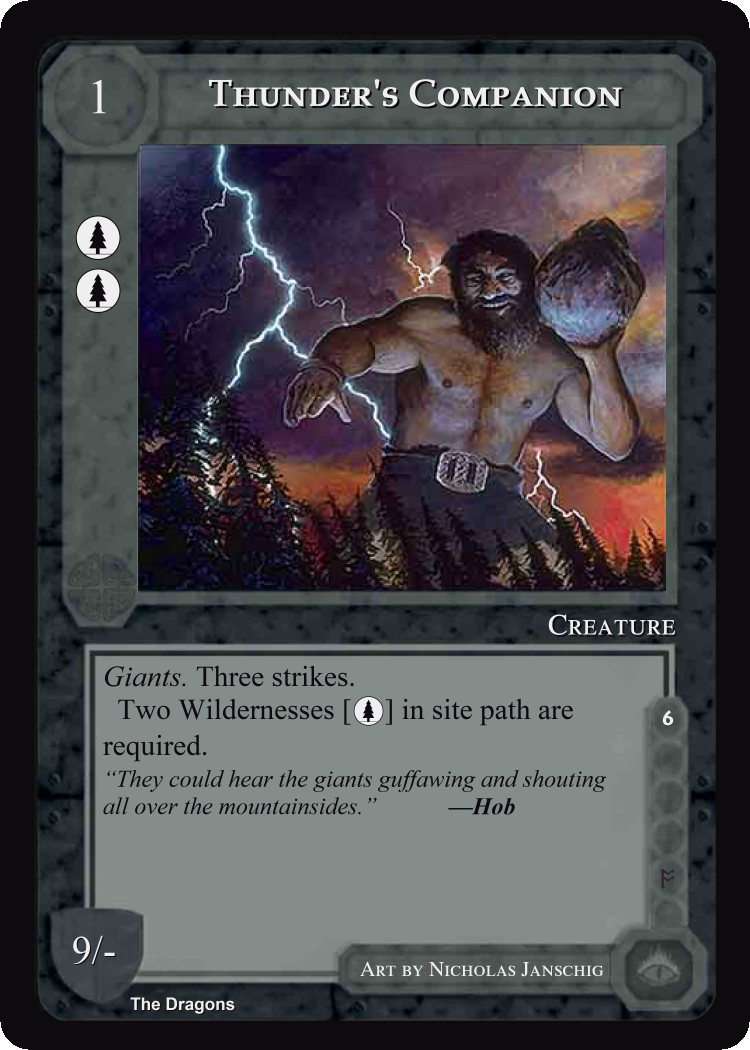 1
THUNDER'S COMPANION
CREATURE
Giants. Three strikes.
Two Wildernesses [ ] in site path are
required.
“They could hear the giants guffawing and shouting
all over the mountainsides.” —Hob
6
9/-
ART BY NICHOLAS JANSCHIG
The Dragons